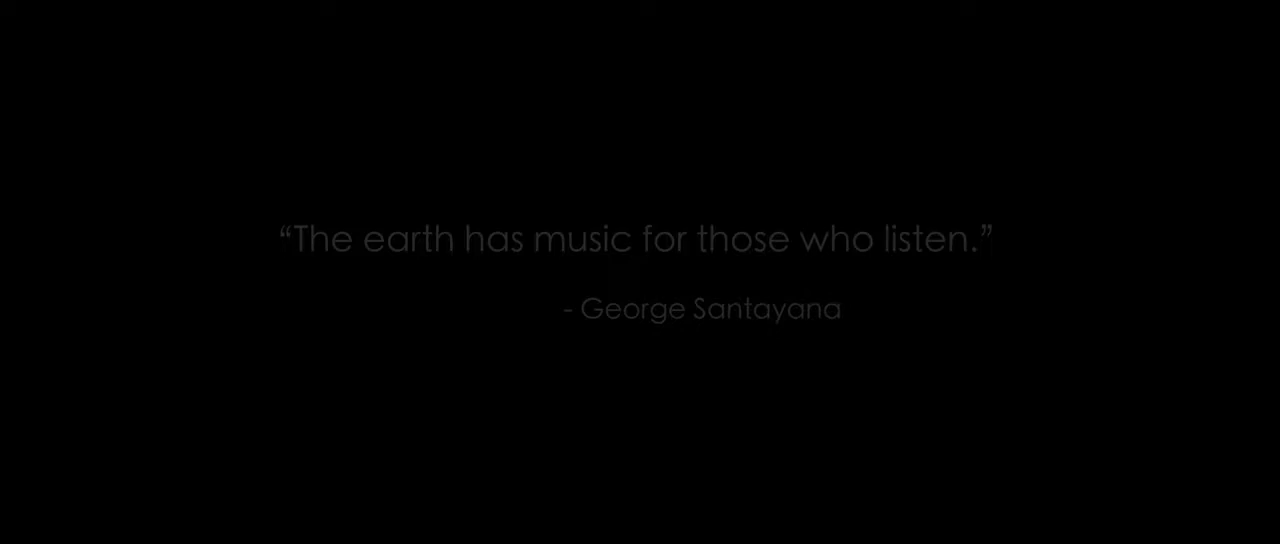 “The earth has music for those who listen.”
- George Santayana